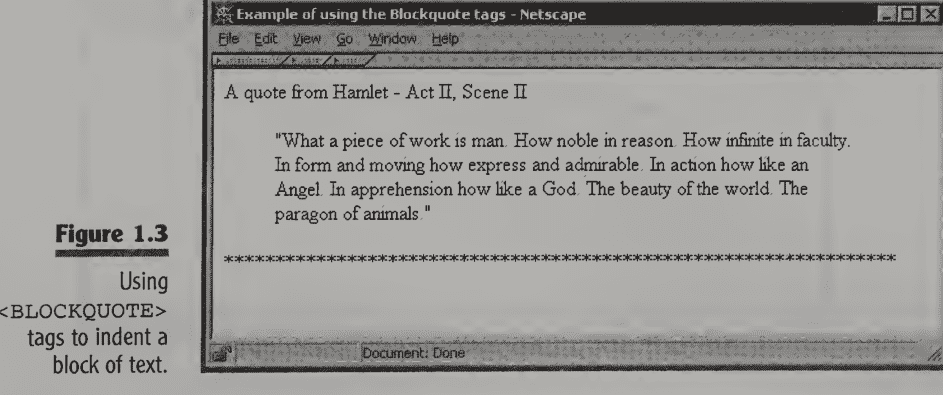 Example of using the Blockquote tags - Netscape
File Edit View Go Window Help
A quote from Hamlet - Act II, Scene II
"What a piece of work is man. How noble in reason. How infinite in faculty.
In form and moving how express and admirable. In action how like an
Angel. In apprehension how like a God. The beauty of the world. The
paragon of animals."
******************************************************************
Document: Done
Figure 1.3
Using
<BLOCKQUOTE>
tags to indent a
block of text.